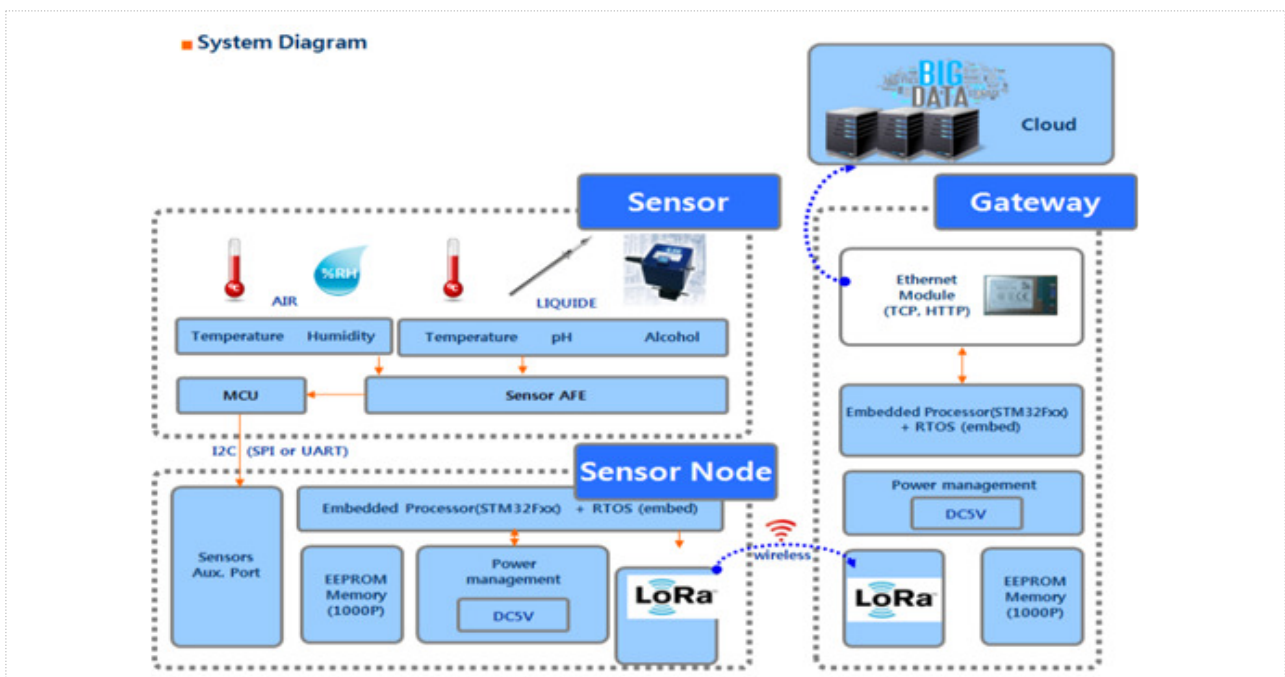 System Diagram
BIG
DATA
Cloud
Sensor
Gateway
°C
%RH
°C
AIR
LIQUIDE
Temperature Humidity
Temperature pH Alcohol
MCU
Sensor AFE
I2C (SPI or UART)
Ethernet
Module
(TCP, HTTP)
Embedded Processor(STM32Fxx)
+ RTOS (embed)
Power management
DC5V
Sensor Node
Embedded Processor(STM32Fxx) + RTOS (embed)
Sensors
Aux. Port
EEPROM
Memory
(1000P)
Power
management
DC5V
LoRa
wireless
LoRa
EEPROM
Memory
(1000P)